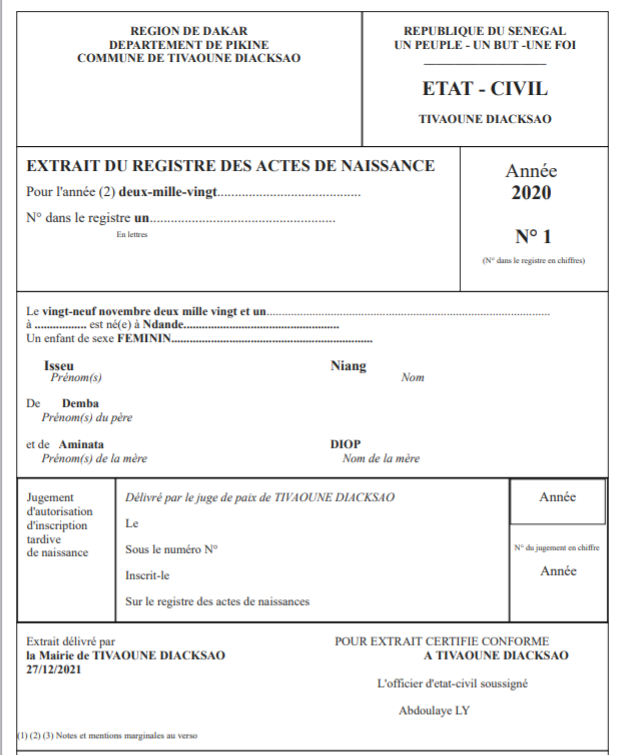 REGION DE DAKAR
DEPARTEMENT DE PIKINE
COMMUNE DE TIVAOUNE DIACKSAO
REPUBLIQUE DU SENEGAL
UN PEUPLE - UN BUT -UNE FOI
ETAT - CIVIL
TIVAOUNE DIACKSAO
EXTRAIT DU REGISTRE DES ACTES DE NAISSANCE
Pour l'année (2) deux-mille-vingt.......................................
N° dans le registre un...................................................
En lettres
Année
2020
N° 1
(N° dans le registre en chiffres)
Le vingt-neuf novembre deux mille vingt et un...............................................................................................
à ................. est né(e) à Ndande....................................................
Un enfant de sexe FEMININ...................................................................
Isseu Niang
Prénom(s) Nom
De Demba
Prénom(s) du père
et de Aminata DIOP
Prénom(s) de la mère Nom de la mère
Jugement
d'autorisation
d'inscription
tardive
de naissance
Délivré par le juge de paix de TIVAOUNE DIACKSAO
Le
Sous le numéro N°
Inscrit-le
Sur le registre des actes de naissances
Année
N° du jugement en chiffre
Année
Extrait délivré par
la Mairie de TIVAOUNE DIACKSAO
27/12/2021
POUR EXTRAIT CERTIFIE CONFORME
A TIVAOUNE DIACKSAO
L'officier d'etat-civil soussigné
Abdoulaye LY
(1) (2) (3) Notes et mentions marginales au verso